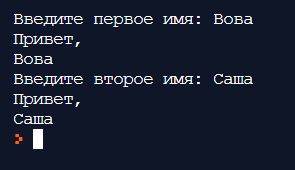 Введите первое имя: Вова
Привет,
Вова
Введите второе имя: Саша
Привет,
Саша
>